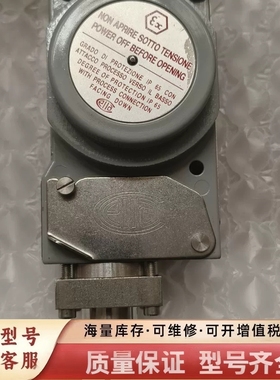 NON APRIRE SOTTO TENSIONE
POWER OFF BEFORE OPENING
Ex
GRADO DI PROTEZIONE IP 65 CON
ATTACCO PROCESSO VERSO IL BASSO
DEGREE OF PROTECTION IP 65
WITH PROCESS CONNECTION
FACING DOWN
型号
客服
海量库存·可维修·可开增值税
质量保证 型号齐